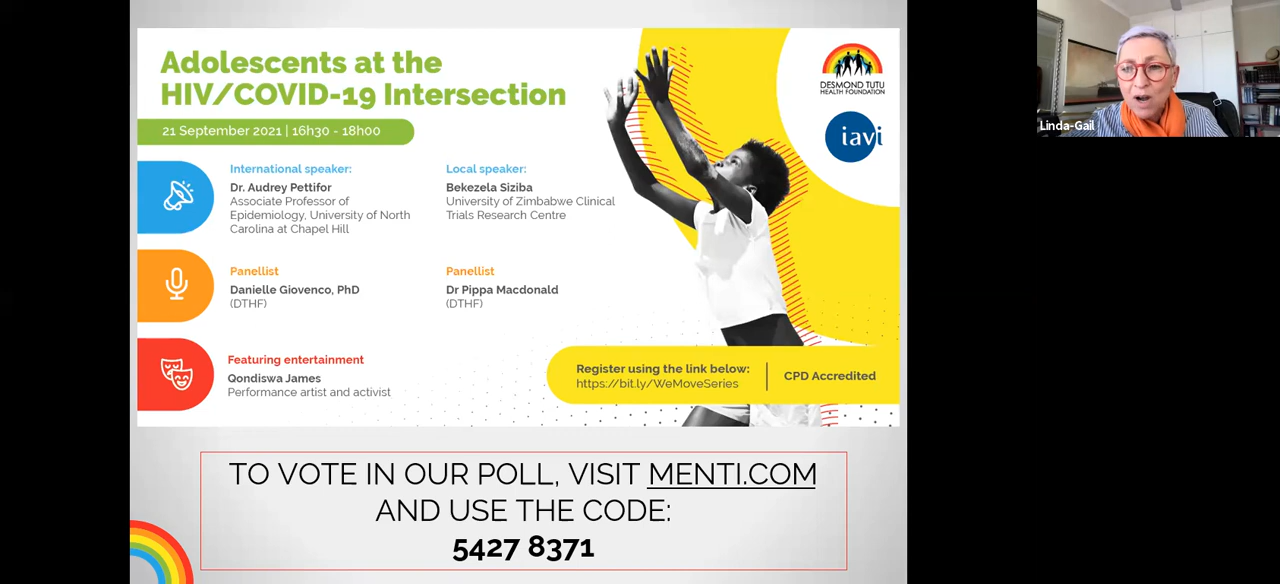 Adolescents at the
HIV/COVID-19 Intersection
21 September 2021 | 16h30 - 18h00
International speaker:
Dr. Audrey Pettifor
Associate Professor of
Epidemiology, University of North
Carolina at Chapel Hill
Local speaker:
Bekezela Siziba
University of Zimbabwe Clinical
Trials Research Centre
Panellist
Danielle Giovenco, PhD
(DTHF)
Panellist
Dr Pippa Macdonald
(DTHF)
Featuring entertainment
Qondiswa James
Performance artist and activist
Register using the link below:
https://bit.ly/WeMoveSeries
CPD Accredited
DESMOND TUTU
HEALTH FOUNDATION
iavi
Linda-Gail
TO VOTE IN OUR POLL, VISIT MENTI.COM
AND USE THE CODE:
5427 8371